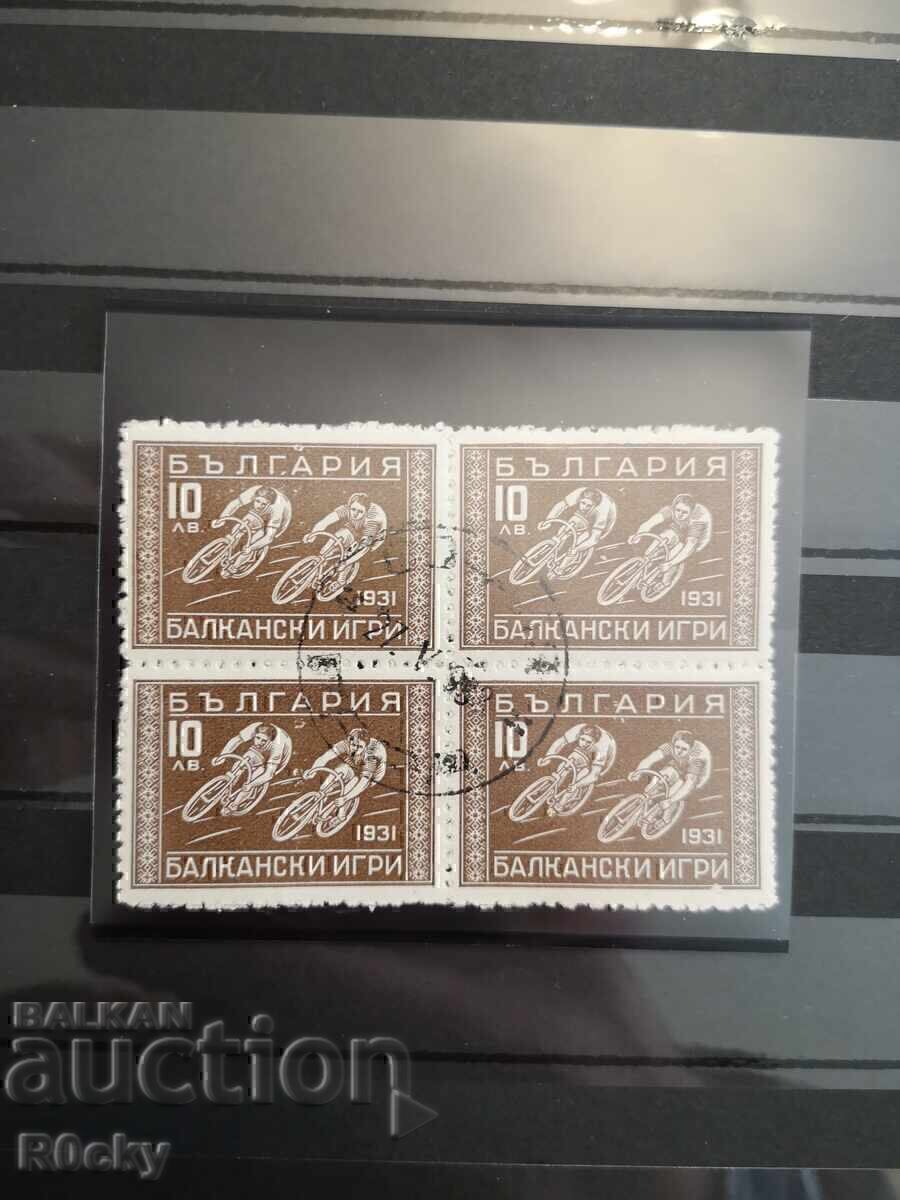 БЪЛГАРИЯ
10
ЛВ.
1931
БАЛКАНСКИ ИГРИ
БЪЛГАРИЯ
10
ЛВ.
1931
БАЛКАНСКИ ИГРИ
БЪЛГАРИЯ
10
ЛВ.
1931
БАЛКАНСКИ ИГРИ
БЪЛГАРИЯ
10
ЛВ.
1931
БАЛКАНСКИ ИГРИ
BALKAN
auction
R0cky